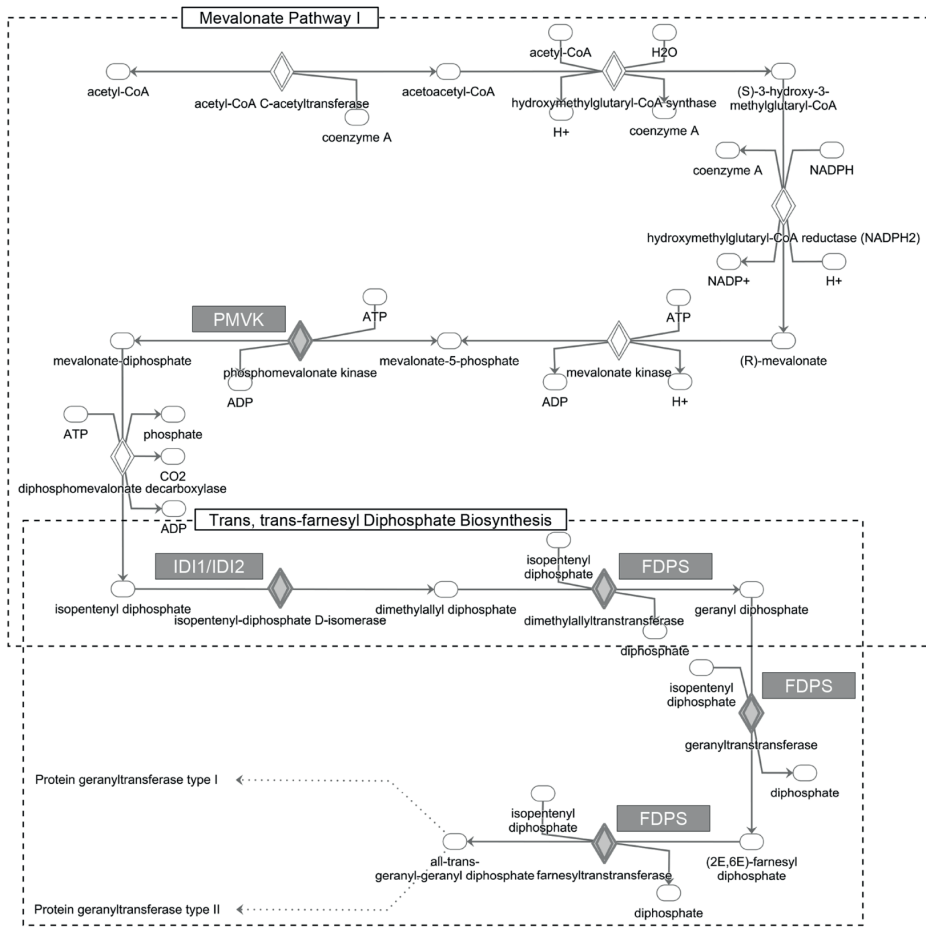 Mevalonate Pathway I
acetyl-CoA
H2O
acetyl-CoA
acetoacetyl-CoA
(S)-3-hydroxy-3-
methylglutaryl-CoA
acetyl-CoA C-acetyltransferase
hydroxymethylglutaryl-CoA synthase
coenzyme A
H+
coenzyme A
coenzyme A
NADPH
hydroxymethylglutaryl-CoA reductase (NADPH2)
NADP+
H+
PMVK
ATP
ATP
mevalonate-diphosphate
mevalonate-5-phosphate
(R)-mevalonate
phosphomevalonate kinase
mevalonate kinase
ADP
ADP
H+
ATP
phosphate
CO2
diphosphomevalonate decarboxylase
ADP
Trans, trans-farnesyl Diphosphate Biosynthesis
IDI1/IDI2
isopentenyl
diphosphate
FDPS
isopentenyl diphosphate
dimethylallyl diphosphate
geranyl diphosphate
isopentenyl-diphosphate D-isomerase
dimethylallyltranstransferase
diphosphate
isopentenyl
diphosphate
FDPS
geranyltranstransferase
Protein geranyltransferase type I
diphosphate
isopentenyl
diphosphate
FDPS
all-trans-
geranyl-geranyl diphosphate
farnesyltranstransferase
(2E,6E)-farnesyl
diphosphate
Protein geranyltransferase type II
diphosphate